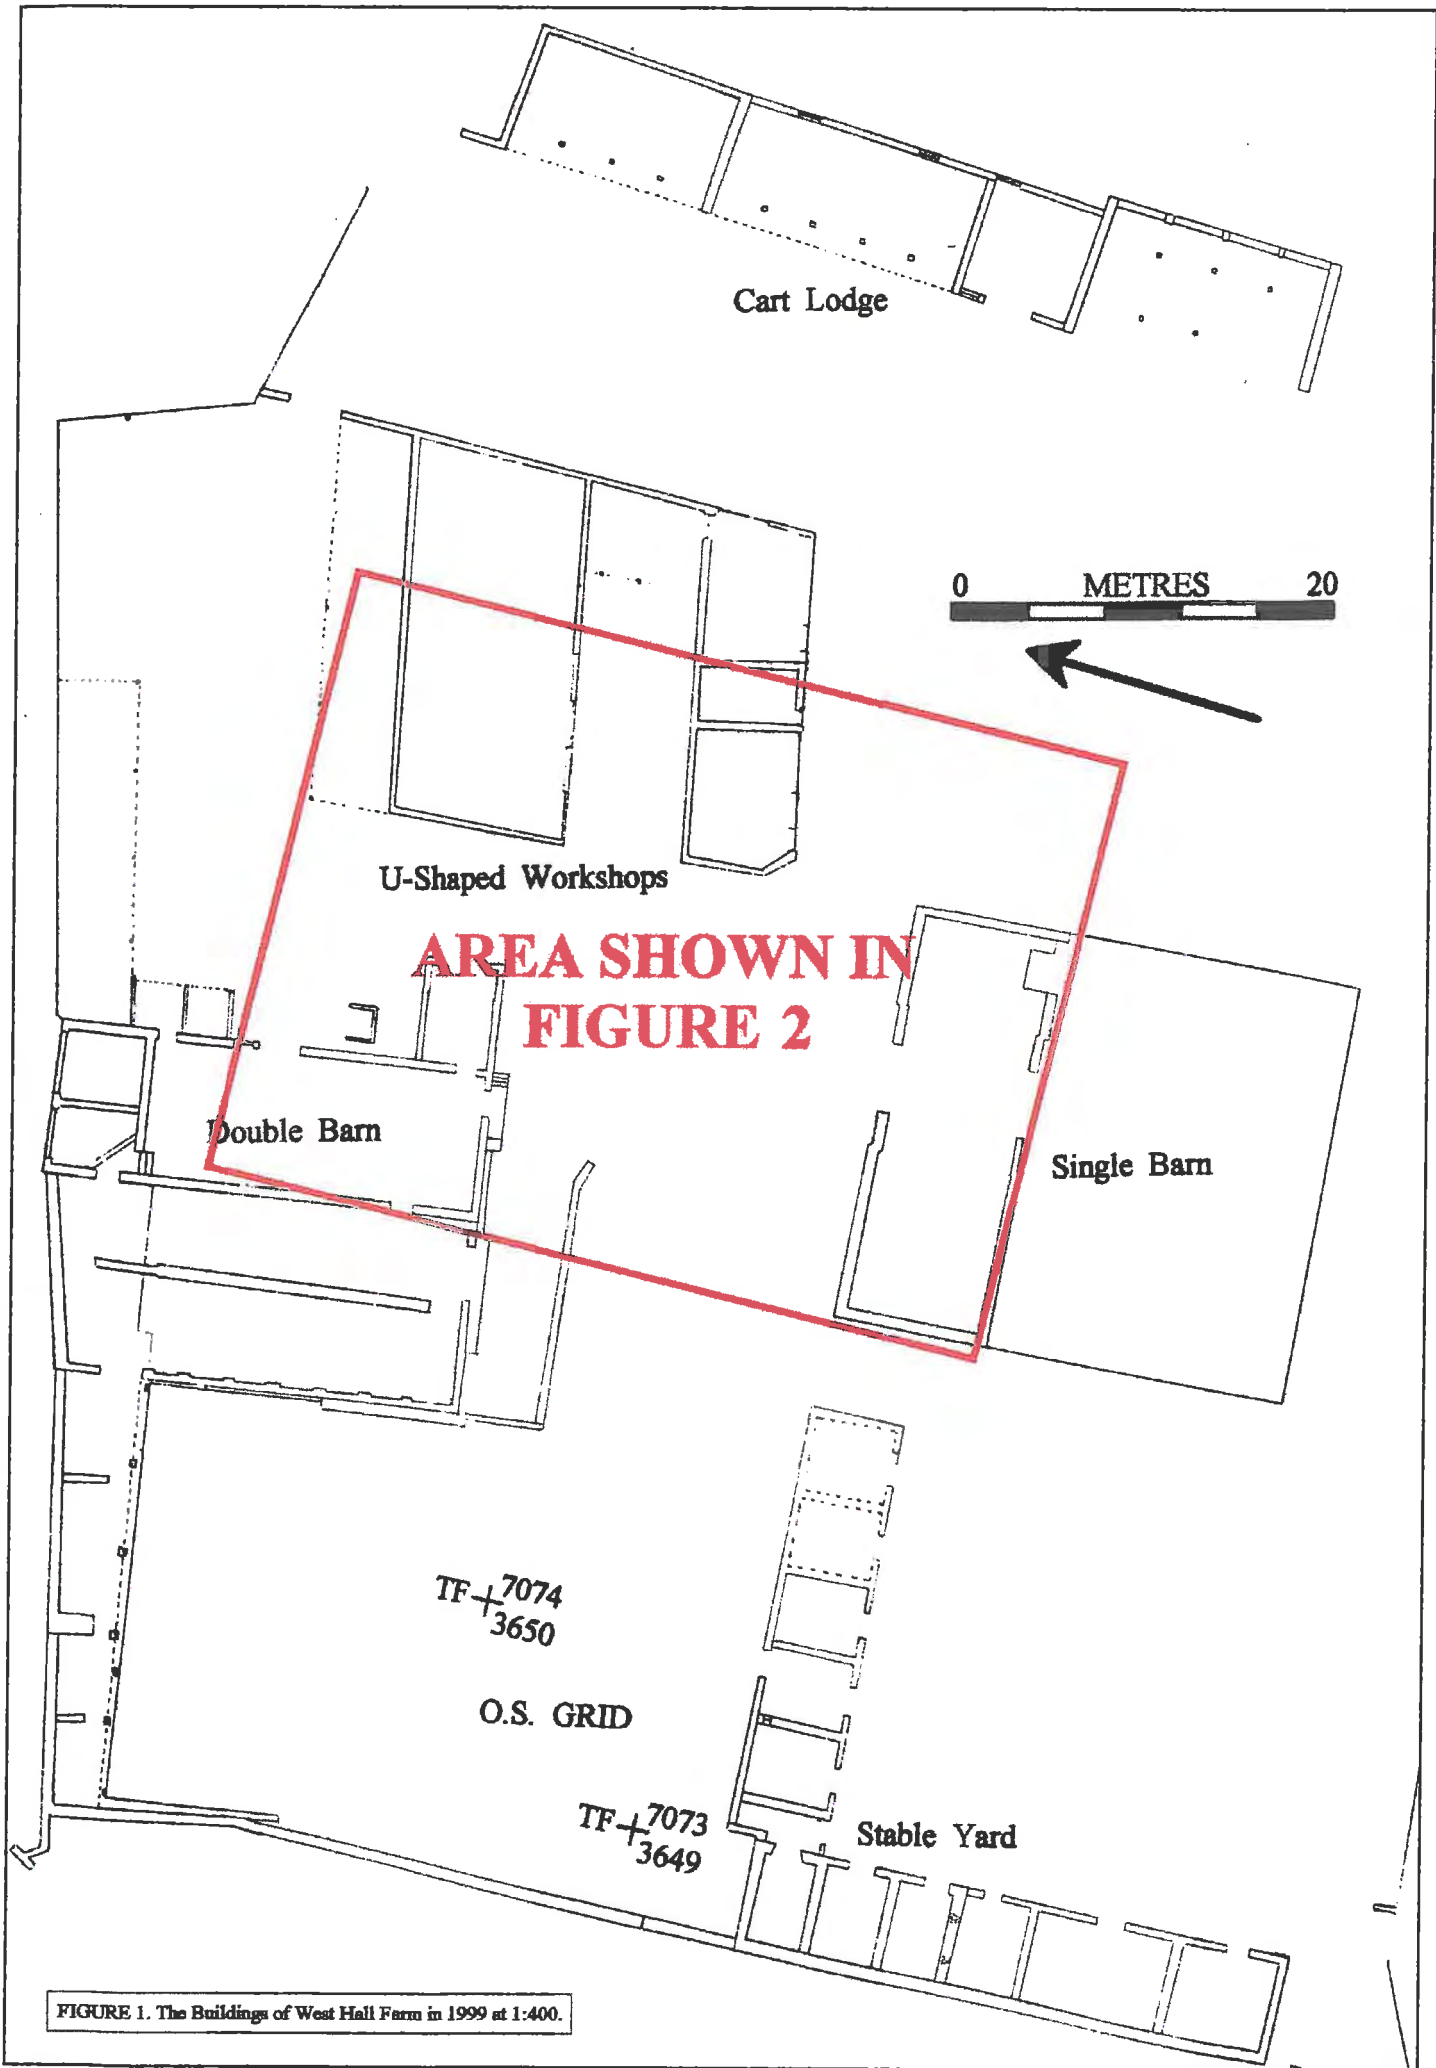 Cart Lodge
0 METRES 20
U-Shaped Workshops
AREA SHOWN IN
FIGURE 2
Double Barn
Single Barn
TF 7074
3650
O.S. GRID
TF 7073
3649
Stable Yard
FIGURE 1. The Buildings of West Hall Farm in 1999 at 1:400.